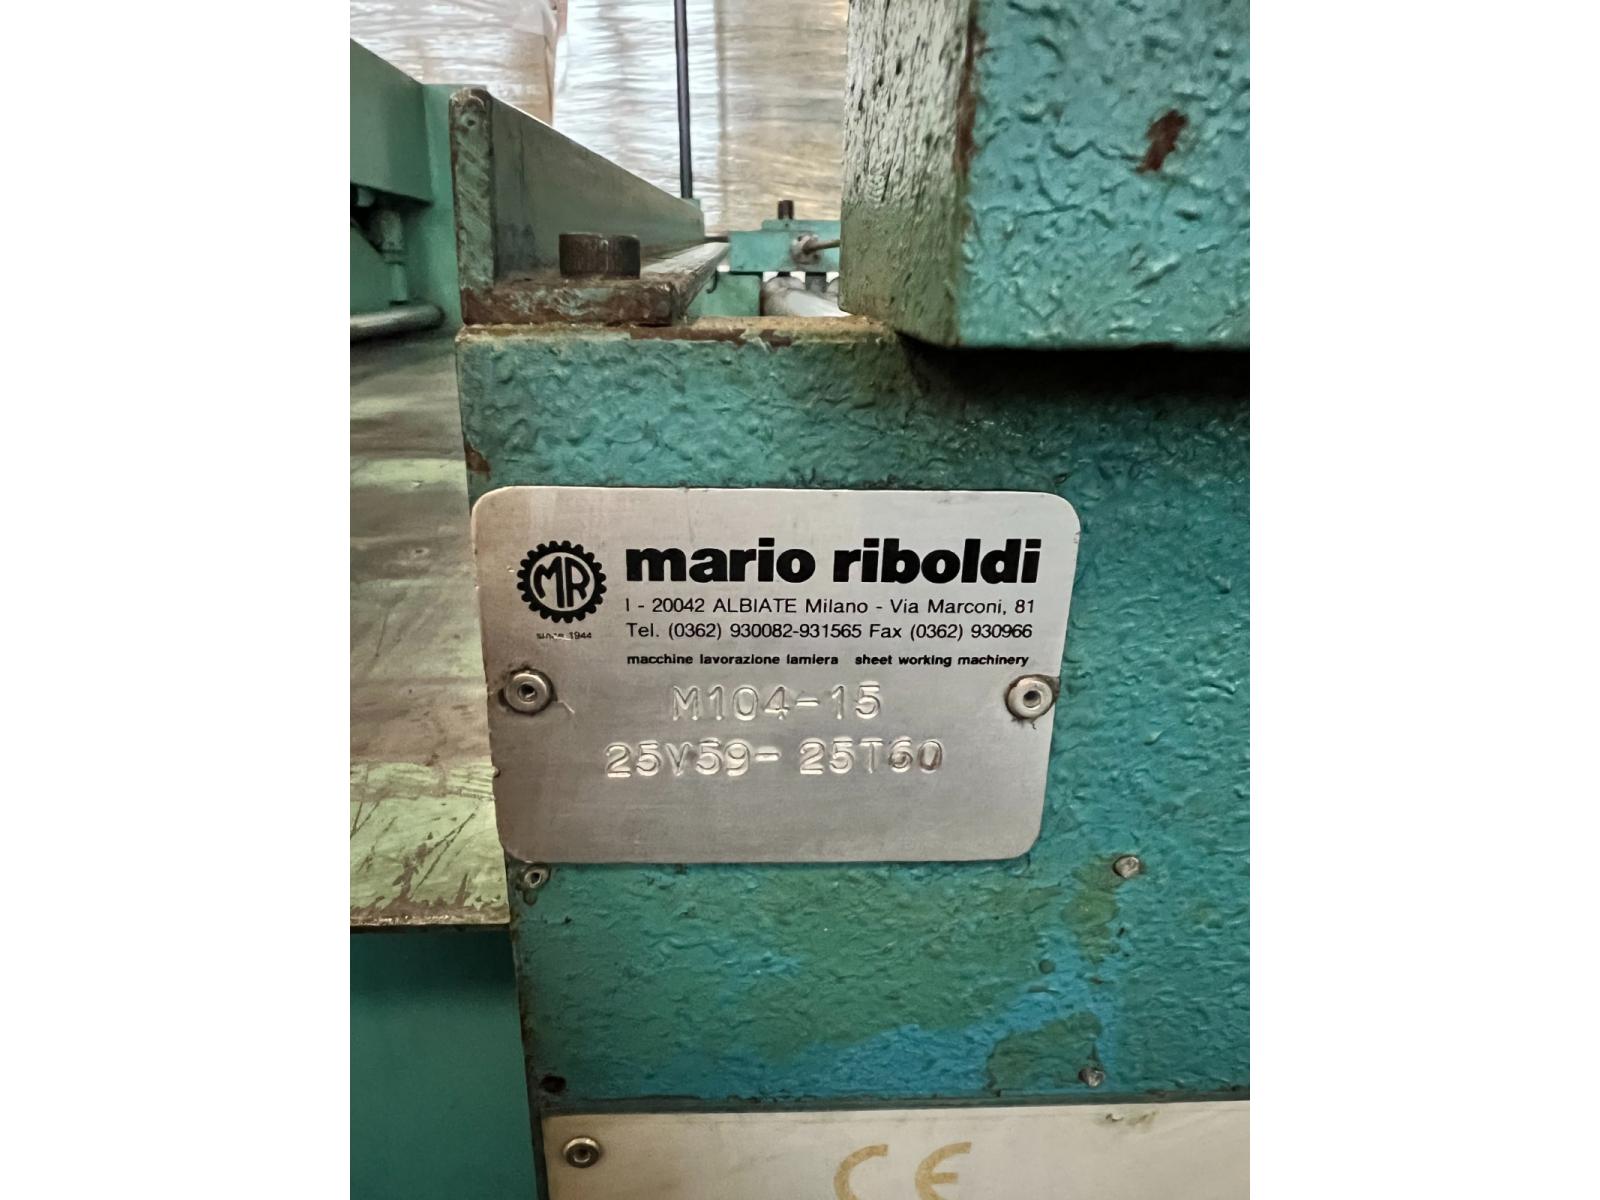 MR
since 1944
mario riboldi
I - 20042 ALBIATE Milano - Via Marconi, 81
Tel. (0362) 930082-931565 Fax (0362) 930966
macchine lavorazione lamiera sheet working machinery
M104-15
25V59- 25T60
CE